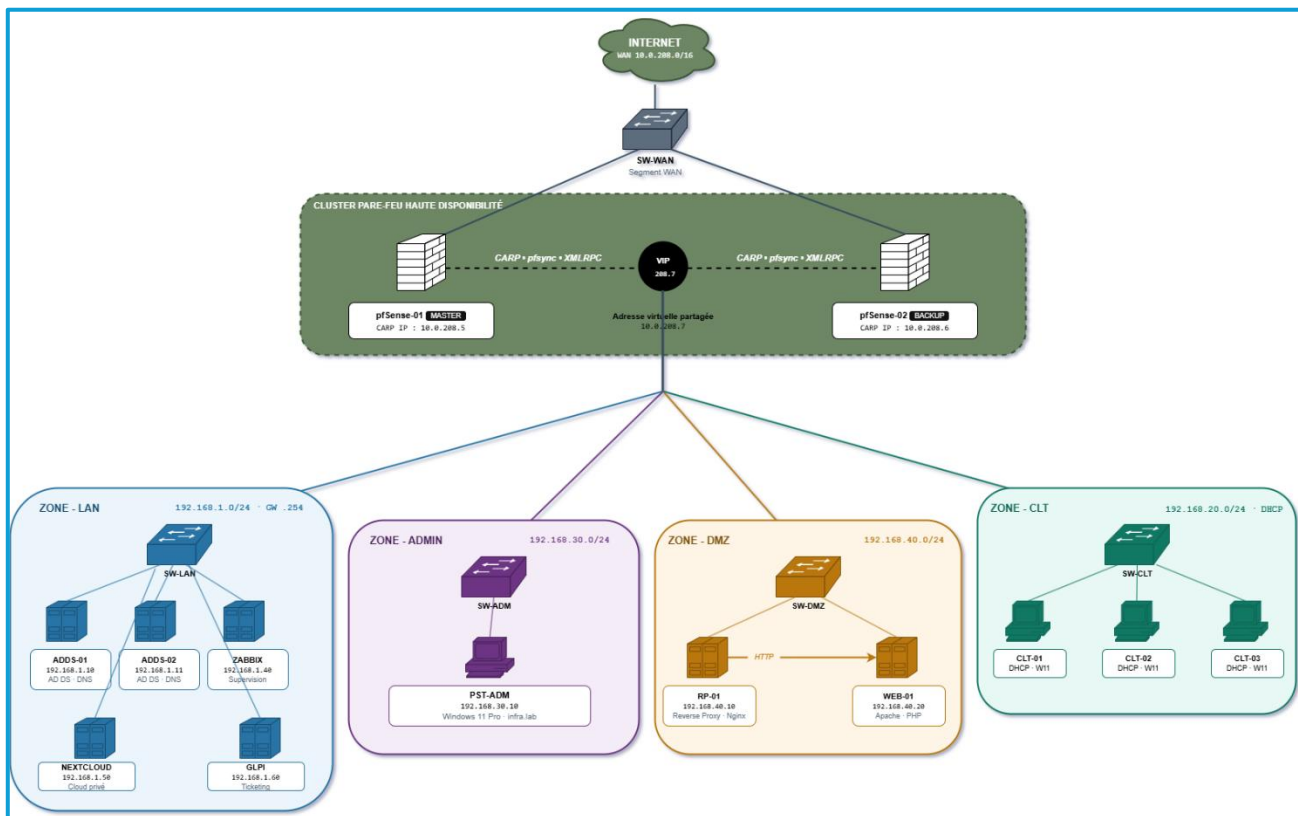 INTERNET
WAN 10.0.208.0/16
SW-WAN
Segment WAN
CLUSTER PARE-FEU HAUTE DISPONIBILITÉ
CARP • pfsync • XMLRPC
VIP
208.7
CARP • pfsync • XMLRPC
pfSense-01 MASTER
CARP IP : 10.0.208.5
Adresse virtuelle partagée
10.0.208.7
pfSense-02 BACKUP
CARP IP : 10.0.208.6
ZONE - LAN
192.168.1.0/24 · GW .254
SW-LAN
ADDS-01
192.168.1.10
AD DS · DNS
ADDS-02
192.168.1.11
AD DS · DNS
ZABBIX
192.168.1.40
Supervision
NEXTCLOUD
192.168.1.50
Cloud privé
GLPI
192.168.1.60
Ticketing
ZONE - ADMIN
192.168.30.0/24
SW-ADM
PST-ADM
192.168.30.10
Windows 11 Pro · infra.lab
ZONE - DMZ
192.168.40.0/24
SW-DMZ
HTTP
RP-01
192.168.40.10
Reverse Proxy · Nginx
WEB-01
192.168.40.20
Apache · PHP
ZONE - CLT
192.168.20.0/24 · DHCP
SW-CLT
CLT-01
DHCP · W11
CLT-02
DHCP · W11
CLT-03
DHCP · W11